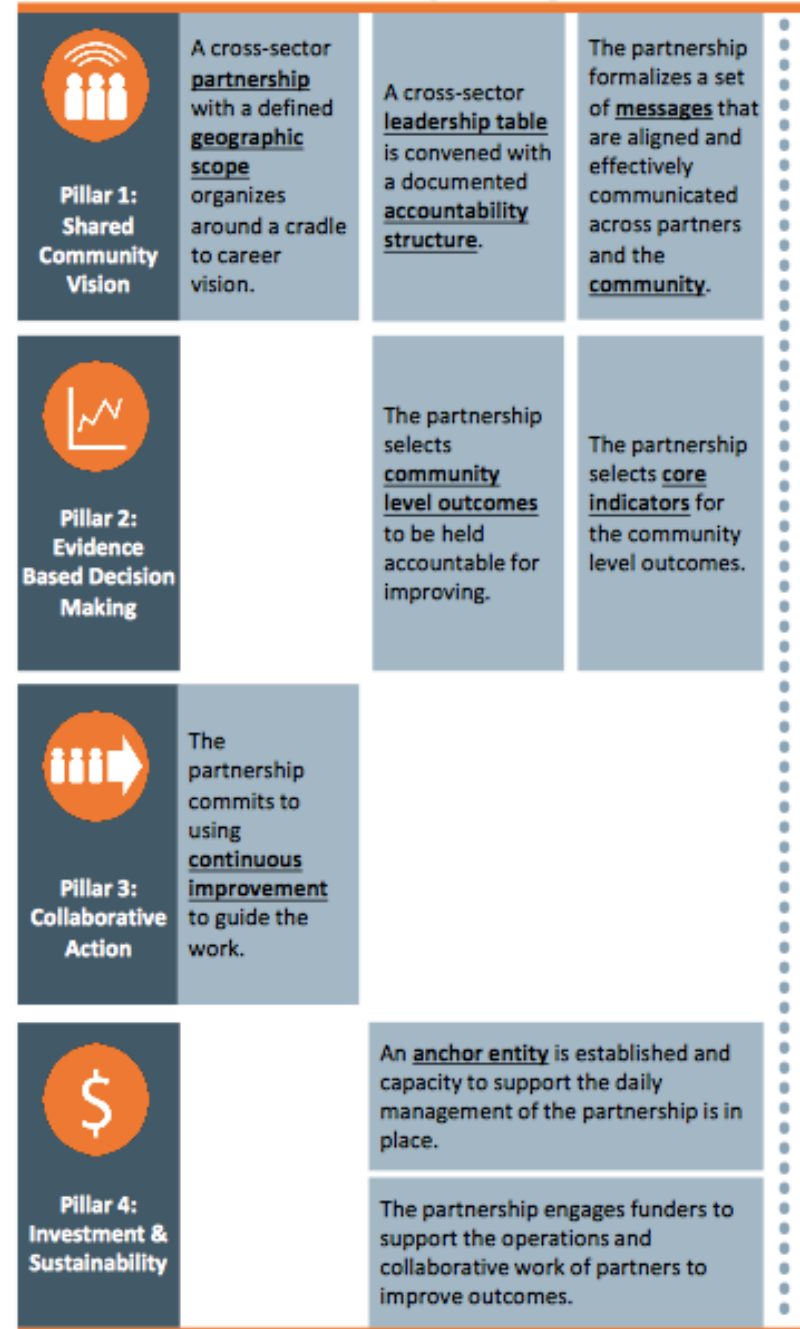 Pillar 1:
Shared
Community
Vision
A cross-sector
partnership
with a defined
geographic
scope
organizes
around a cradle
to career
vision.
A cross-sector
leadership table
is convened with
a documented
accountability
structure.
The partnership
formalizes a set
of messages that
are aligned and
effectively
communicated
across partners
and the
community.
Pillar 2:
Evidence
Based Decision
Making
The partnership
selects
community
level outcomes
to be held
accountable for
improving.
The partnership
selects core
indicators for
the community
level outcomes.
Pillar 3:
Collaborative
Action
The
partnership
commits to
using
continuous
improvement
to guide the
work.
$
Pillar 4:
Investment &
Sustainability
An anchor entity is established and
capacity to support the daily
management of the partnership is in
place.
The partnership engages funders to
support the operations and
collaborative work of partners to
improve outcomes.